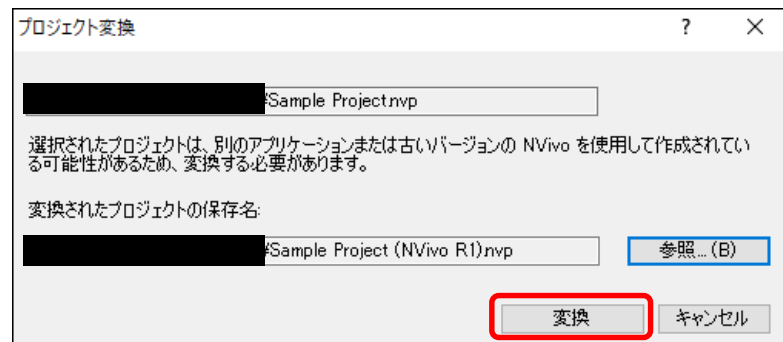 プロジェクト変換 ? ×
¥Sample Project.nvp
選択されたプロジェクトは、別のアプリケーションまたは古いバージョンの NVivo を使用して作成されてい
る可能性があるため、変換する必要があります。
変換されたプロジェクトの保存名:
¥Sample Project (NVivo R1).nvp 参照...(B)
変換 キャンセル